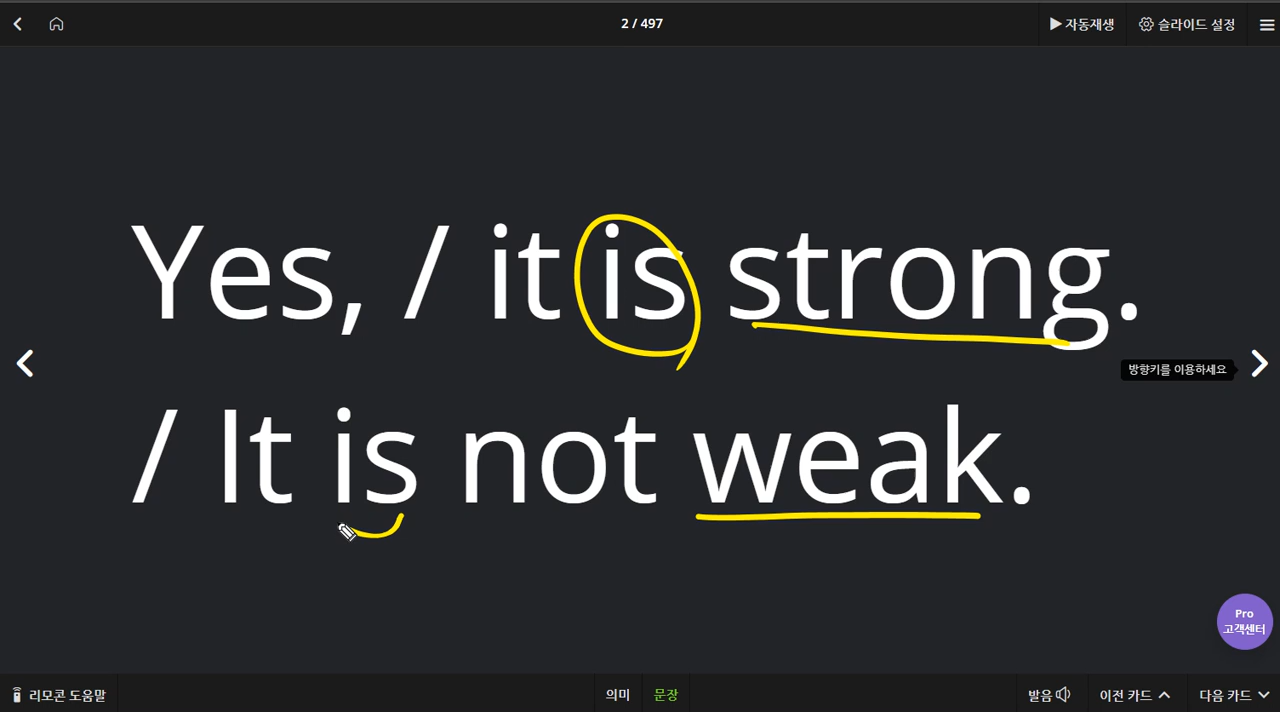 2 / 497
자동재생
슬라이드 설정
Yes, / it is strong.
/ It is not weak.
방향키를 이용하세요
Pro
고객센터
리모콘 도움말
의미
문장
발음
이전 카드
다음 카드